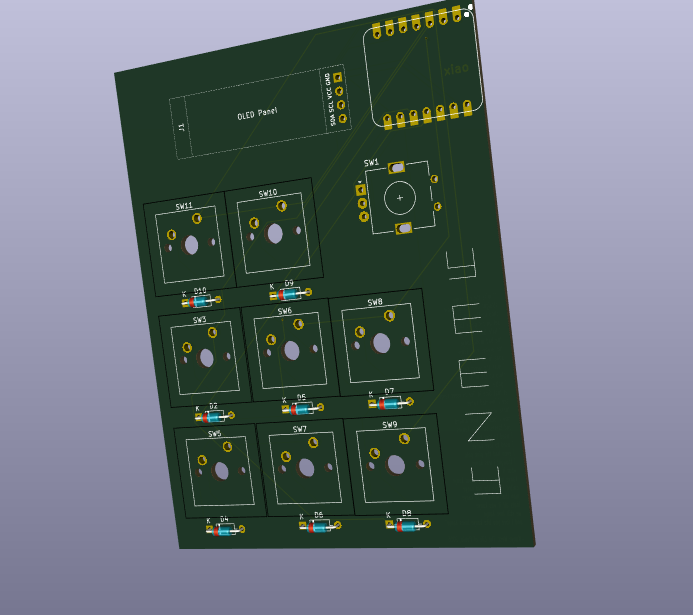 xiao
J1
OLED Panel
SDA SCL VCC GND
SW1
SW11
SW10
K D10
K D9
SW3
SW6
SW8
K D2
K D5
K D7
SW5
SW7
SW9
K D4
K D6
K D8